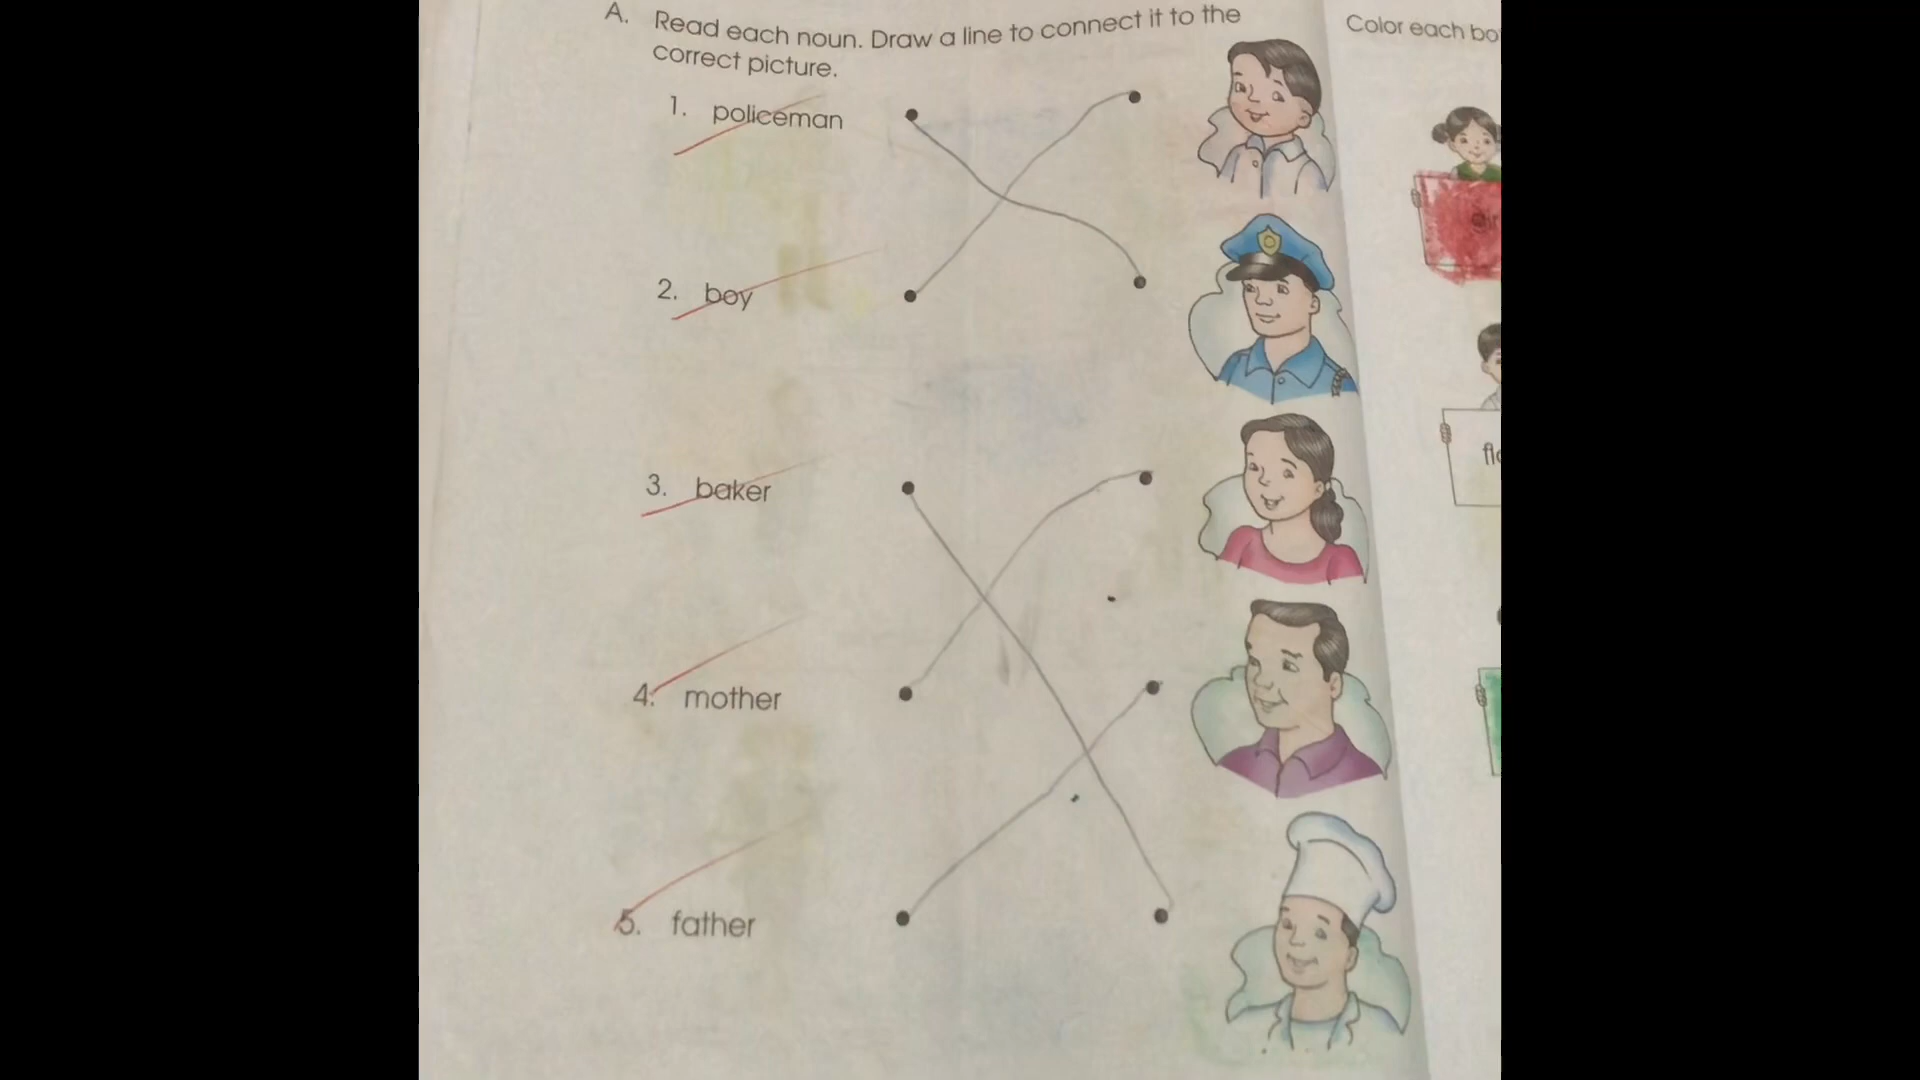 A. Read each noun. Draw a line to connect it to the
correct picture.
1. policeman
2. boy
3. baker
4. mother
5. father
Color each bo